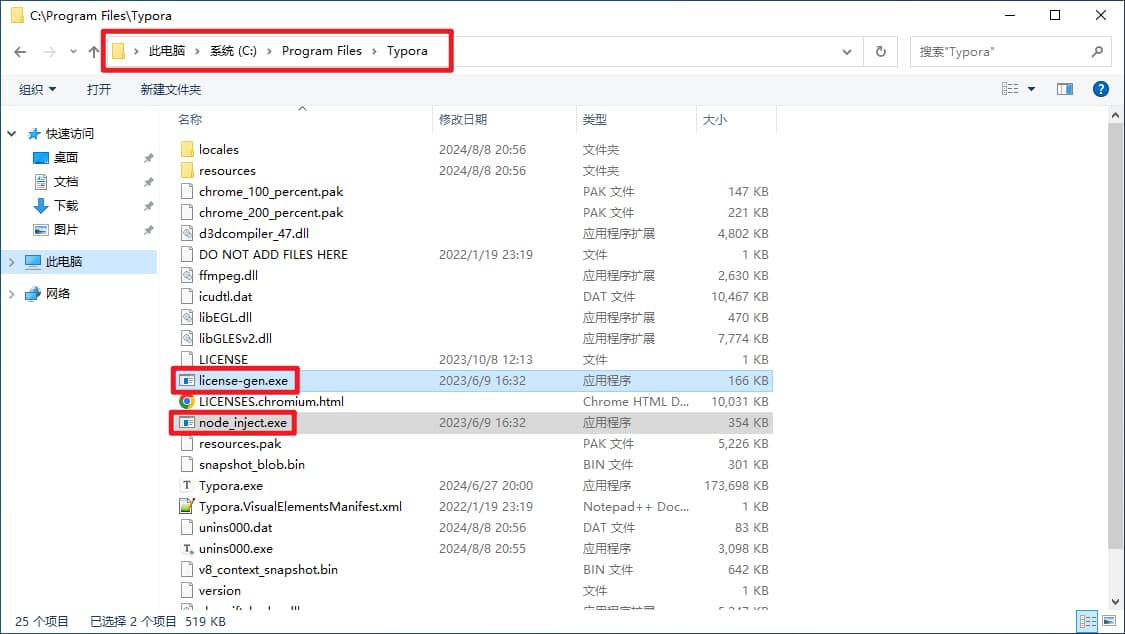 C:\Program Files\Typora
此电脑 系统 (C:) Program Files Typora
搜索"Typora"
组织 打开 新建文件夹
名称 修改日期 类型 大小
快速访问
桌面
文档
下载
图片
此电脑
网络
locales 2024/8/8 20:56 文件夹
resources 2024/8/8 20:56 文件夹
chrome_100_percent.pak PAK 文件 147 KB
chrome_200_percent.pak PAK 文件 221 KB
d3dcompiler_47.dll 应用程序扩展 4,802 KB
DO NOT ADD FILES HERE 2022/1/19 23:19 文件 1 KB
ffmpeg.dll 应用程序扩展 2,630 KB
icudtl.dat DAT 文件 10,467 KB
libEGL.dll 应用程序扩展 470 KB
libGLESv2.dll 应用程序扩展 7,774 KB
LICENSE 2023/10/8 12:13 文件 1 KB
license-gen.exe 2023/6/9 16:32 应用程序 166 KB
LICENSES.chromium.html Chrome HTML D... 10,031 KB
node_inject.exe 2023/6/9 16:32 应用程序 354 KB
resources.pak PAK 文件 5,226 KB
snapshot_blob.bin BIN 文件 301 KB
Typora.exe 2024/6/27 20:00 应用程序 173,698 KB
Typora.VisualElementsManifest.xml 2022/1/19 23:19 Notepad++ Doc... 1 KB
unins000.dat 2024/8/8 20:56 DAT 文件 83 KB
unins000.exe 2024/8/8 20:55 应用程序 3,098 KB
v8_context_snapshot.bin BIN 文件 642 KB
version 文件 1 KB
25 个项目 已选择 2 个项目 519 KB